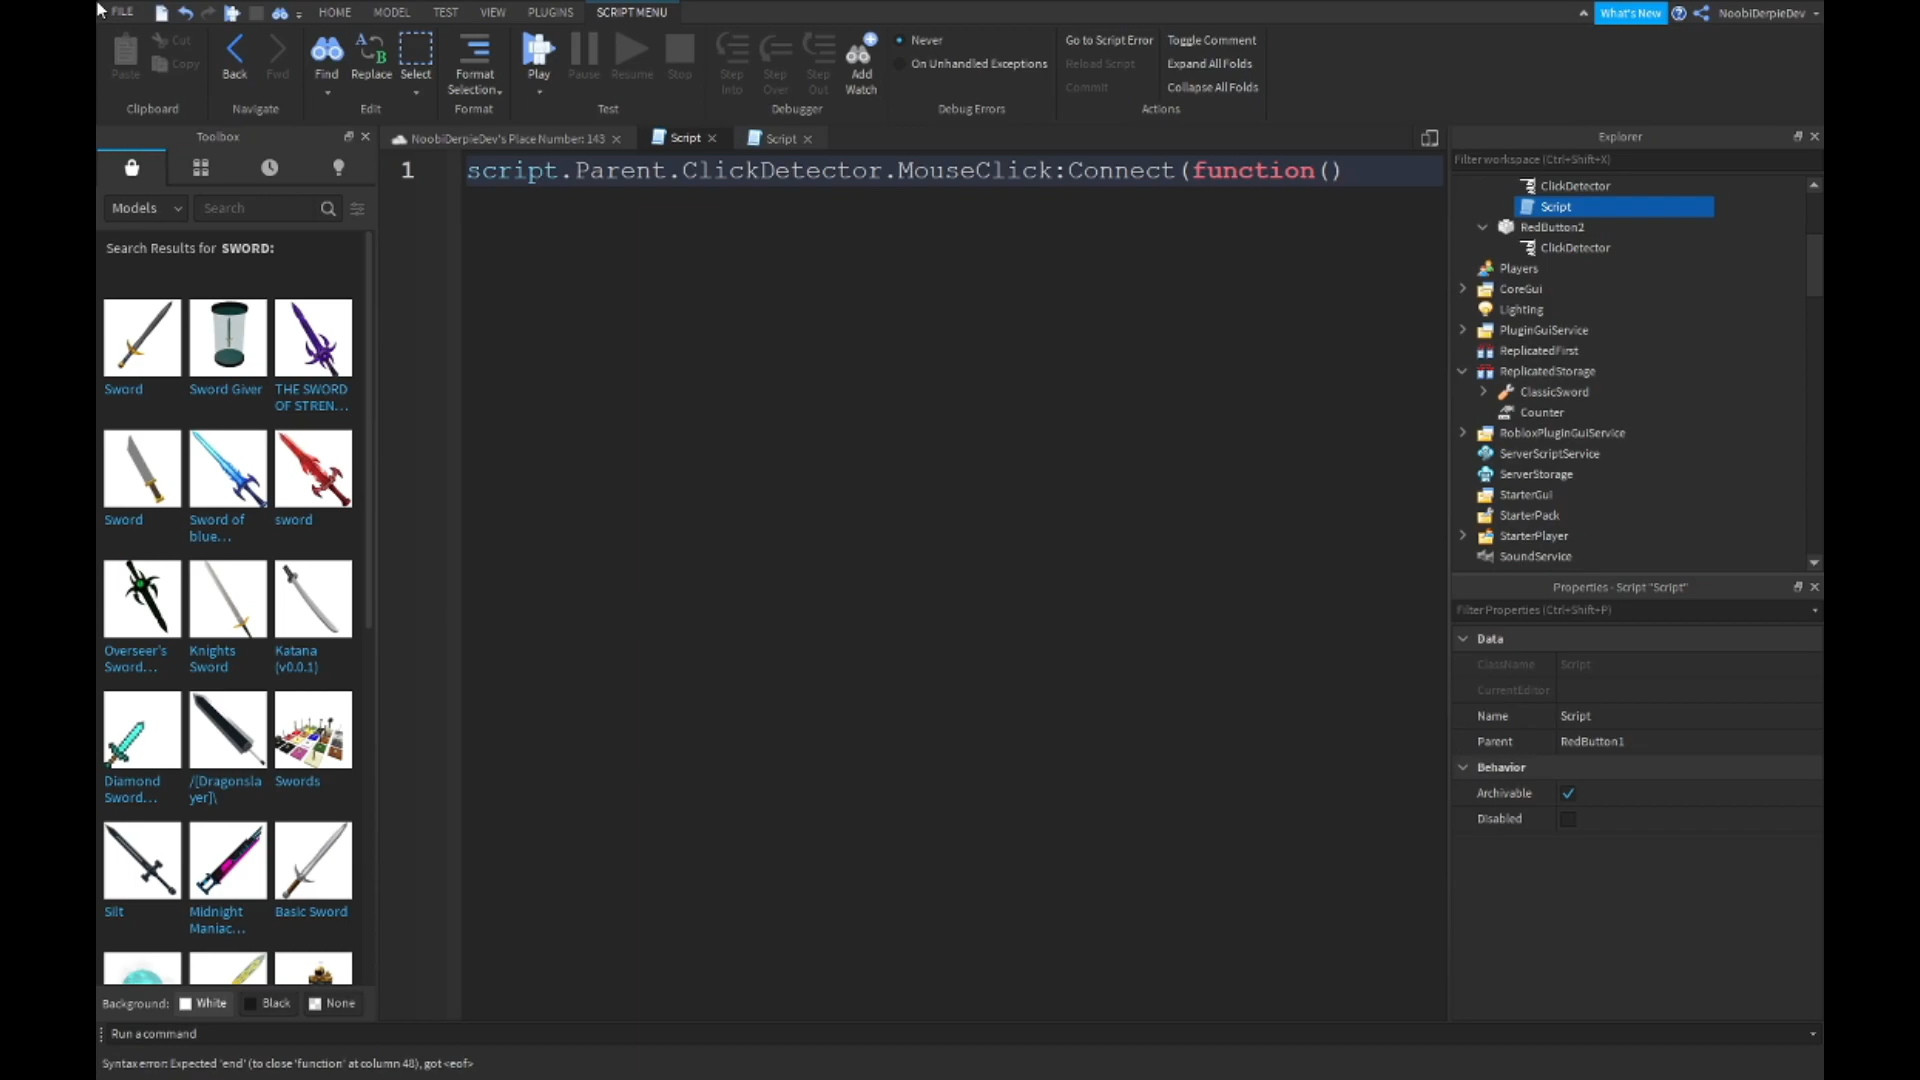 FILE
HOME
MODEL
TEST
VIEW
PLUGINS
SCRIPT MENU
What's New
NoobiDerpieDev
Paste
Cut
Copy
Clipboard
Back
Fwd
Navigate
Find
Replace
Select
Edit
Format
Selection
Format
Play
Pause
Resume
Stop
Test
Step
Into
Step
Over
Step
Out
Add
Watch
Debugger
Never
On Unhandled Exceptions
Debug Errors
Go to Script Error
Reload Script
Commit
Toggle Comment
Expand All Folds
Collapse All Folds
Actions
Toolbox
Models
Search
Search Results for SWORD:
Sword
Sword Giver
THE SWORD
OF STREN...
Sword
Sword of
blue...
sword
Overseer's
Sword...
Knights
Sword
Katana
(v0.0.1)
Diamond
Sword...
/[Dragonsla
yer]\
Swords
Silt
Midnight
Maniac...
Basic Sword
Background:
White
Black
None
NoobiDerpieDev's Place Number: 143
Script
Script
1
script.Parent.ClickDetector.MouseClick:Connect(function()
Explorer
Filter workspace (Ctrl+Shift+X)
ClickDetector
Script
RedButton2
ClickDetector
Players
CoreGui
Lighting
PluginGuiService
ReplicatedFirst
ReplicatedStorage
ClassicSword
Counter
RobloxPluginGuiService
ServerScriptService
ServerStorage
StarterGui
StarterPack
StarterPlayer
SoundService
Properties - Script "Script"
Filter Properties (Ctrl+Shift+P)
Data
ClassName
Script
CurrentEditor
Name
Script
Parent
RedButton1
Behavior
Archivable
Disabled
Run a command
Syntax error: Expected 'end' (to close 'function' at column 48), got <eof>